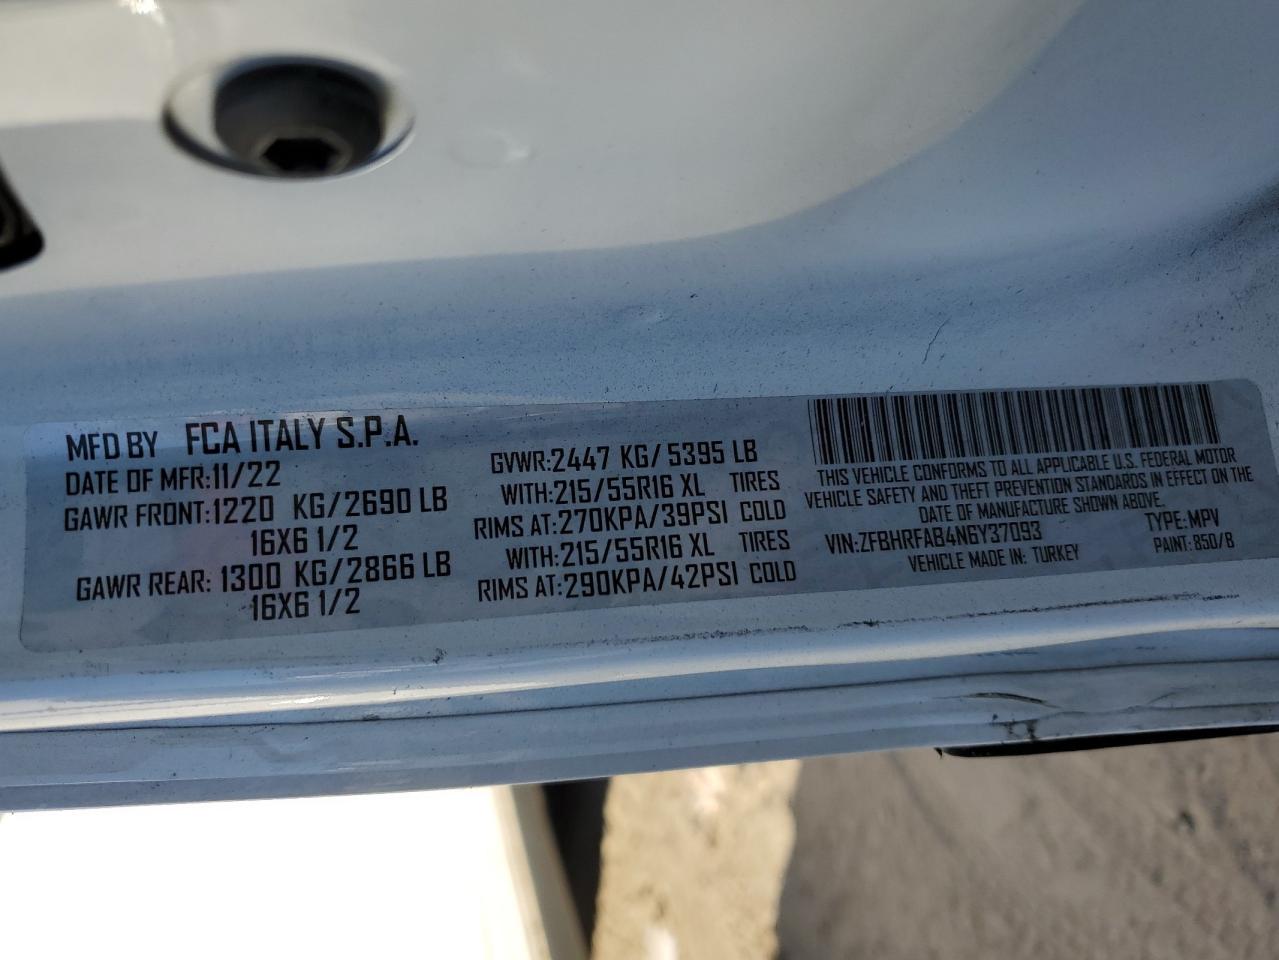 MFD BY FCA ITALY S.P.A.
DATE OF MFR:11/22
GAWR FRONT:1220 KG/2690 LB
16X6 1/2
GAWR REAR: 1300 KG/2866 LB
16X6 1/2
GVWR:2447 KG/5395 LB
WITH:215/55R16 XL TIRES
RIMS AT:270KPA/39PSI COLD
WITH:215/55R16 XL TIRES
RIMS AT:290KPA/42PSI COLD
THIS VEHICLE CONFORMS TO ALL APPLICABLE U.S. FEDERAL MOTOR
VEHICLE SAFETY AND THEFT PREVENTION STANDARDS IN EFFECT ON THE
DATE OF MANUFACTURE SHOWN ABOVE.
VIN:ZFBHRFAB4N6Y37093 TYPE:MPV
VEHICLE MADE IN: TURKEY PAINT: 850/B